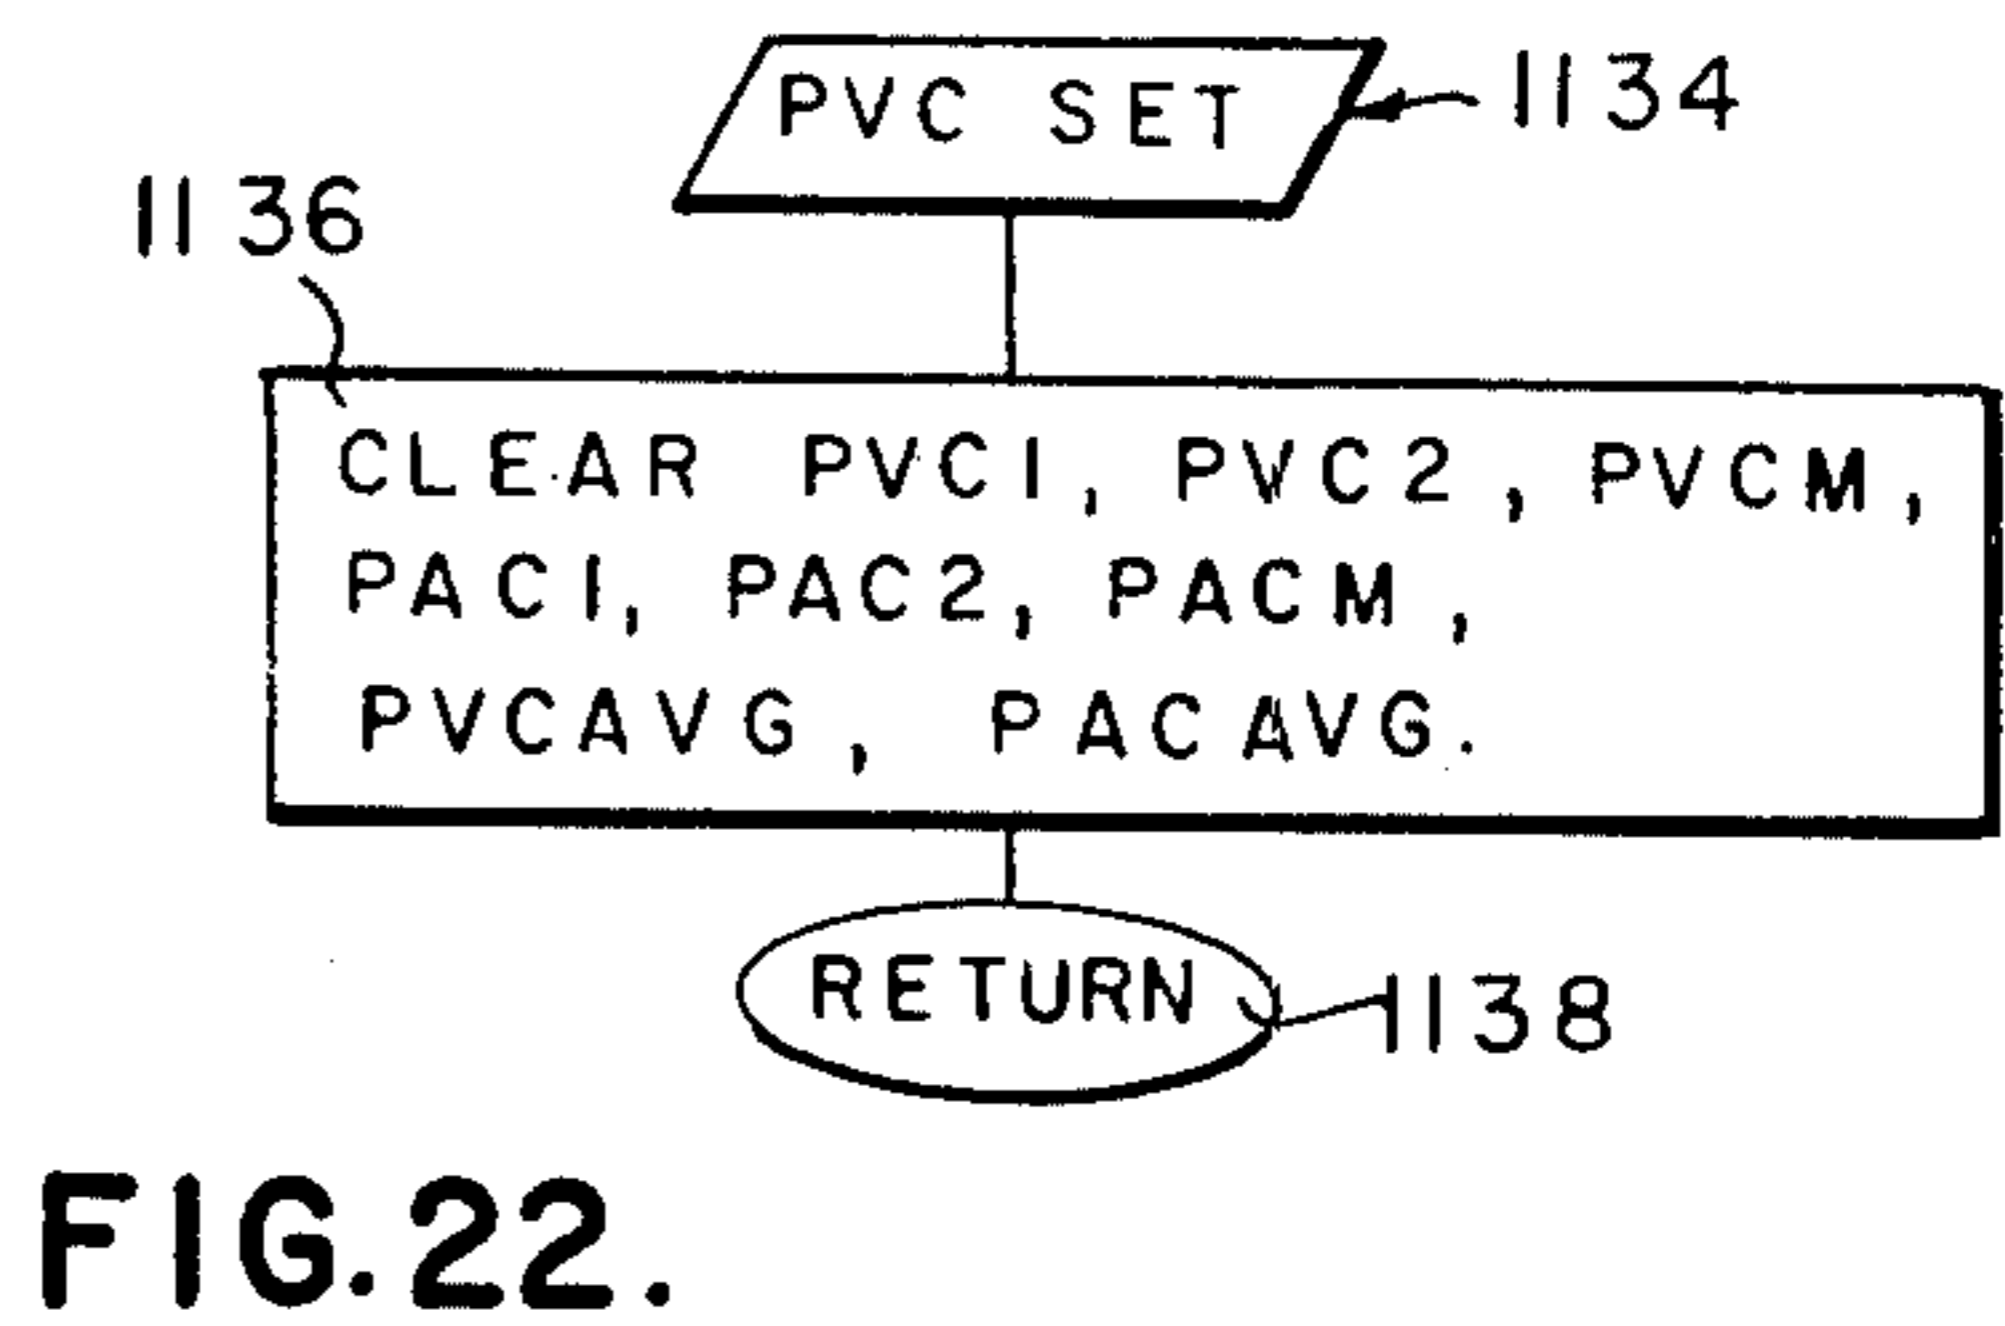 PVC SET
1134
1136
CLEAR PVC1, PVC2, PVCM,
PAC1, PAC2, PACM,
PVCAVG, PACAVG.
RETURN
1138
FIG.22.